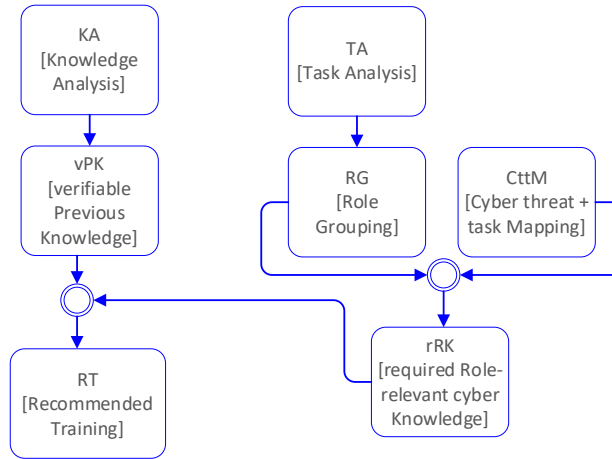 KA
[Knowledge
Analysis]
TA
[Task Analysis]
vPK
[verifiable
Previous
Knowledge]
RG
[Role
Grouping]
CttM
[Cyber threat +
task Mapping]
RT
[Recommended
Training]
rRK
[required Role-
relevant cyber
Knowledge]